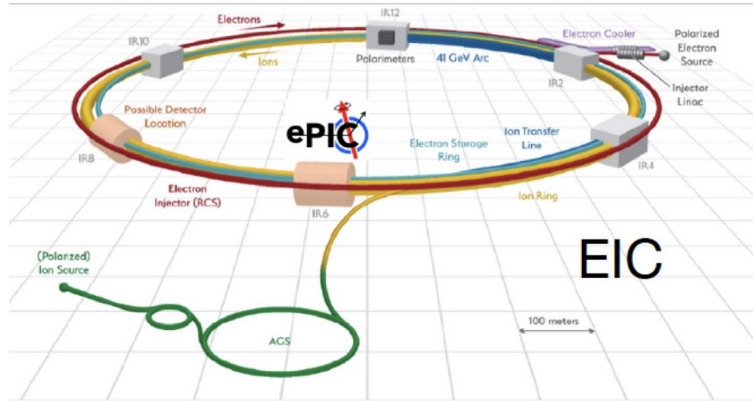 Electrons
IR12
IR10
Electron Cooler
Polarized
Electron
Source
Ions
Polarimeters
41 GeV Arc
IR2
Injector
Linac
Possible Detector
Location
ePIC
Electron Storage
Ring
Ion Transfer
Line
IR8
IR4
Electron
Injector (RCS)
Ion Ring
IR6
(Polarized)
Ion Source
EIC
100 meters
AGS